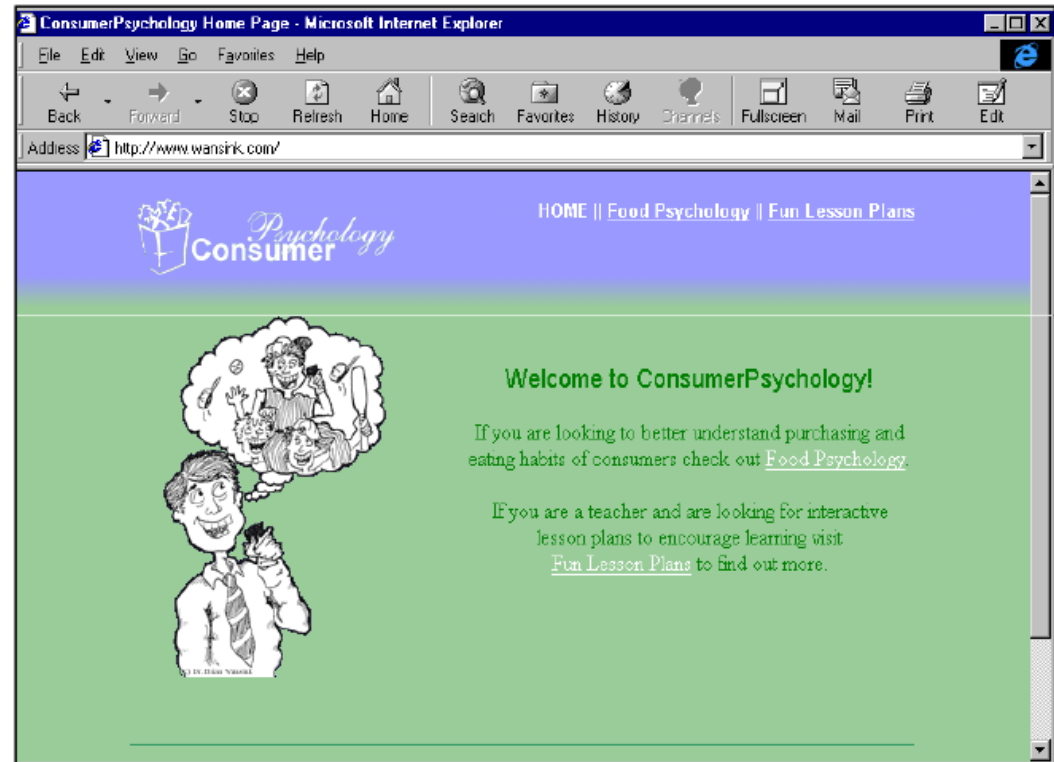 ConsumerPsychology Home Page - Microsoft Internet Explorer
File Edit View Go Favorites Help
Back Forward Stop Refresh Home Search Favorites History Channels Fullscreen Mail Print Edit
Address http://www.wansink.com/
HOME || Food Psychology || Fun Lesson Plans
Psychology
Consumer
Welcome to ConsumerPsychology!
If you are looking to better understand purchasing and
eating habits of consumers check out Food Psychology.
If you are a teacher and are looking for interactive
lesson plans to encourage learning visit
Fun Lesson Plans to find out more.
Wansink